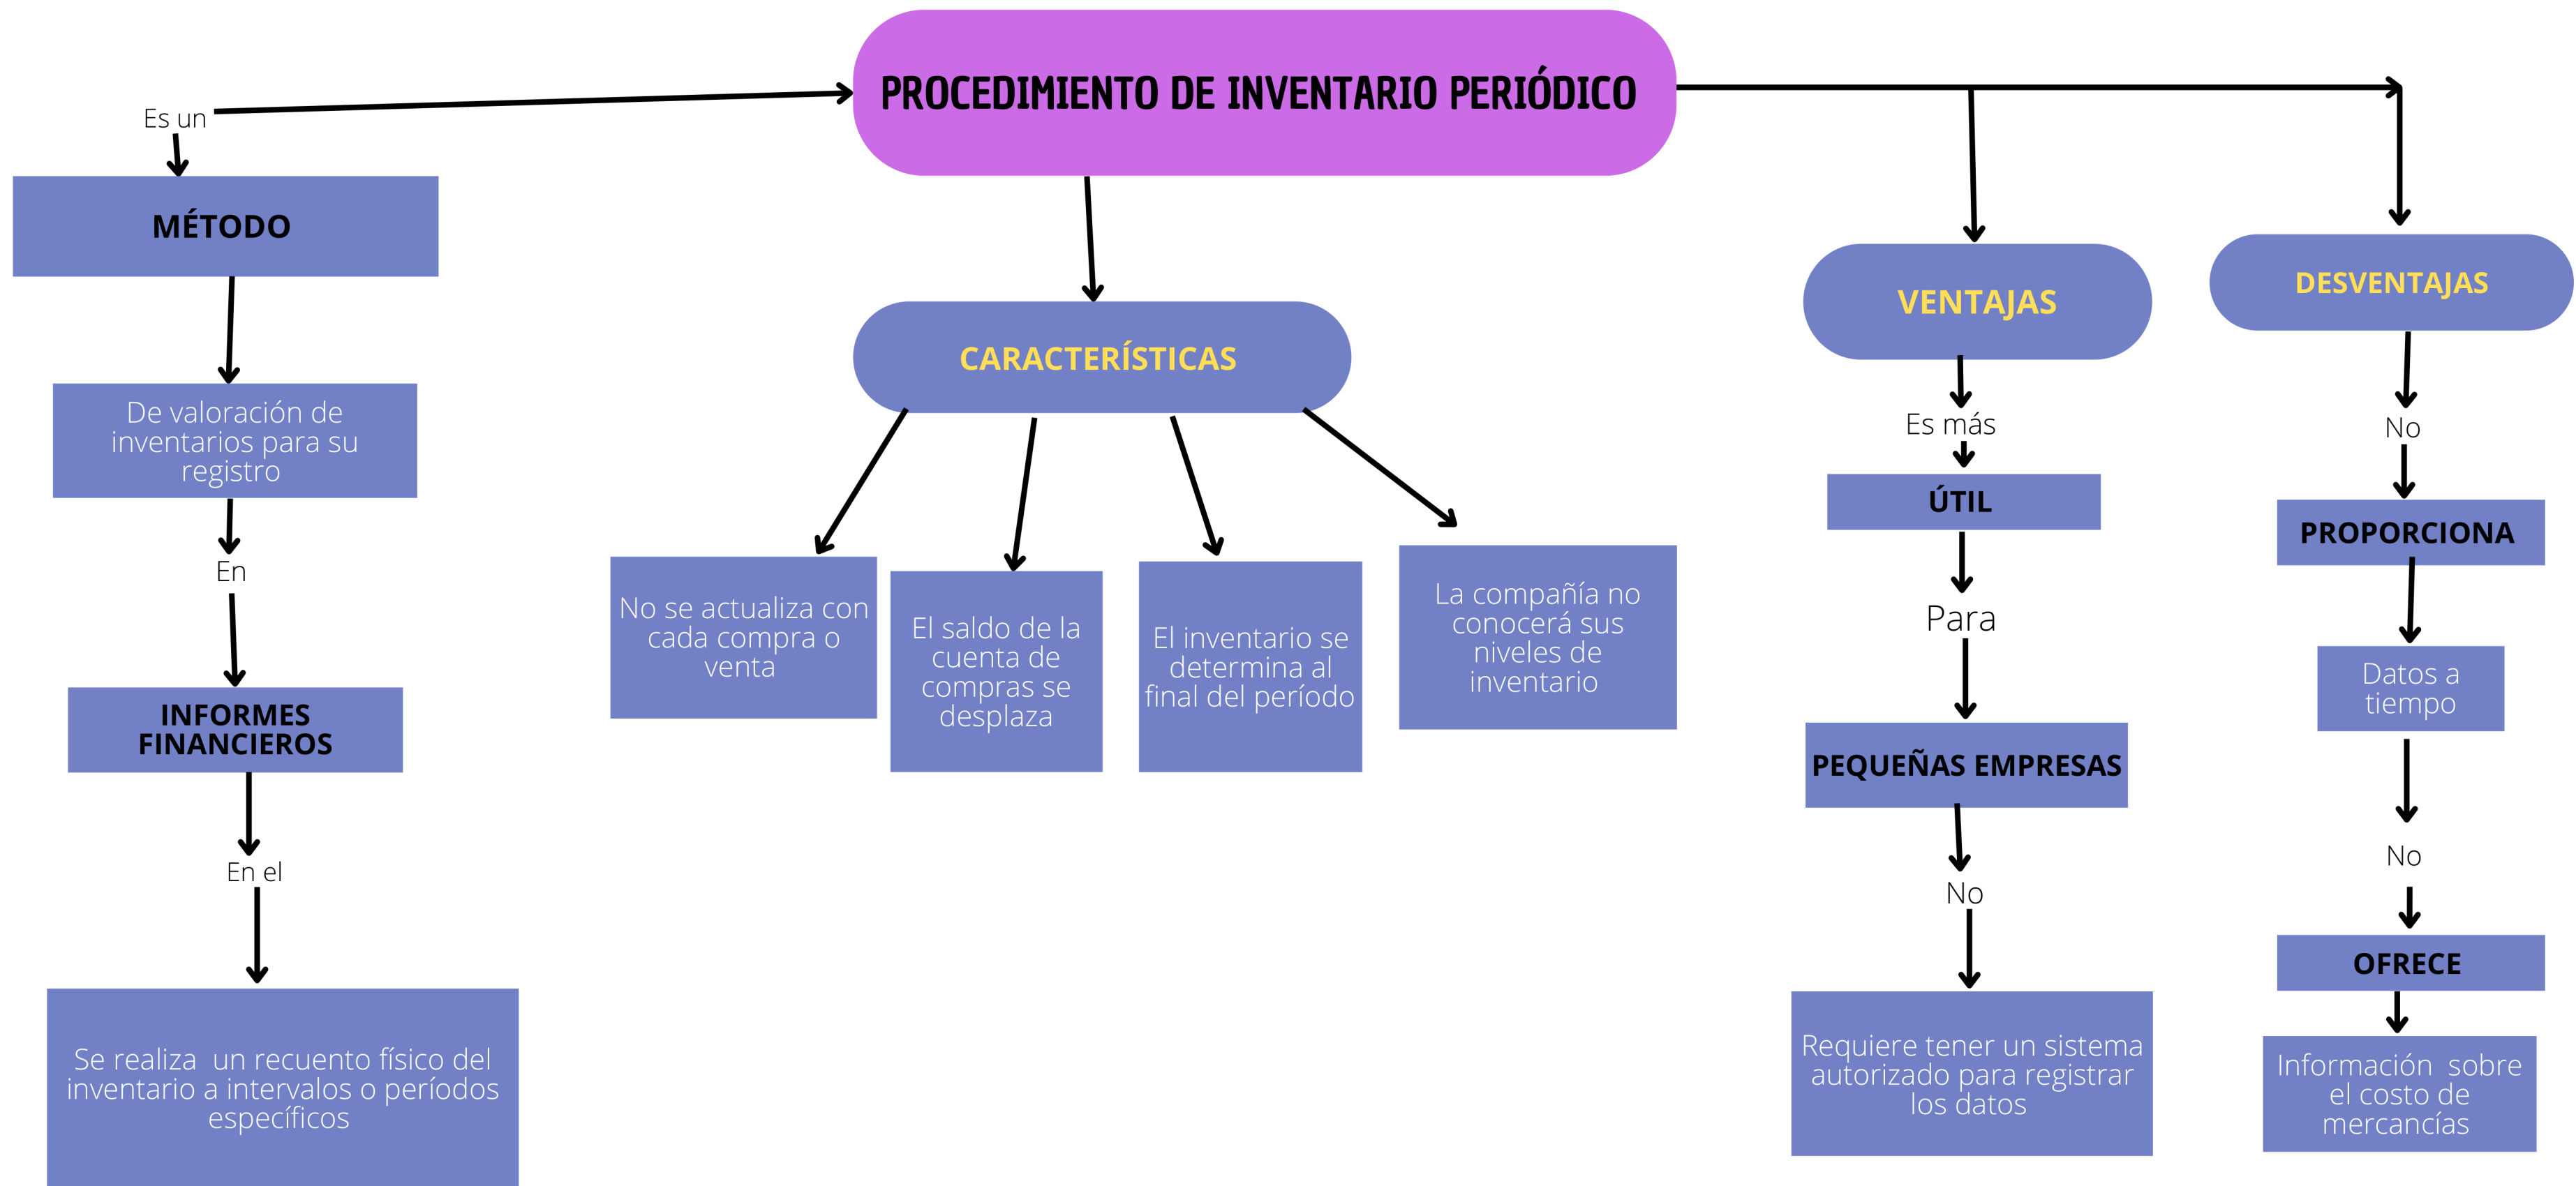 PROCEDIMIENTO DE INVENTARIO PERIÓDICO
Es un
MÉTODO
De valoración de
inventarios para su
registro
En
INFORMES
FINANCIEROS
En el
Se realiza un recuento físico del
inventario a intervalos o períodos
específicos
CARACTERÍSTICAS
No se actualiza con
cada compra o
venta
El saldo de la
cuenta de
compras se
desplaza
El inventario se
determina al
final del período
La compañía no
conocerá sus
niveles de
inventario
VENTAJAS
Es más
ÚTIL
Para
PEQUEÑAS EMPRESAS
No
Requiere tener un sistema
autorizado para registrar
los datos
DESVENTAJAS
No
PROPORCIONA
Datos a
tiempo
No
OFRECE
Información sobre
el costo de
mercancías